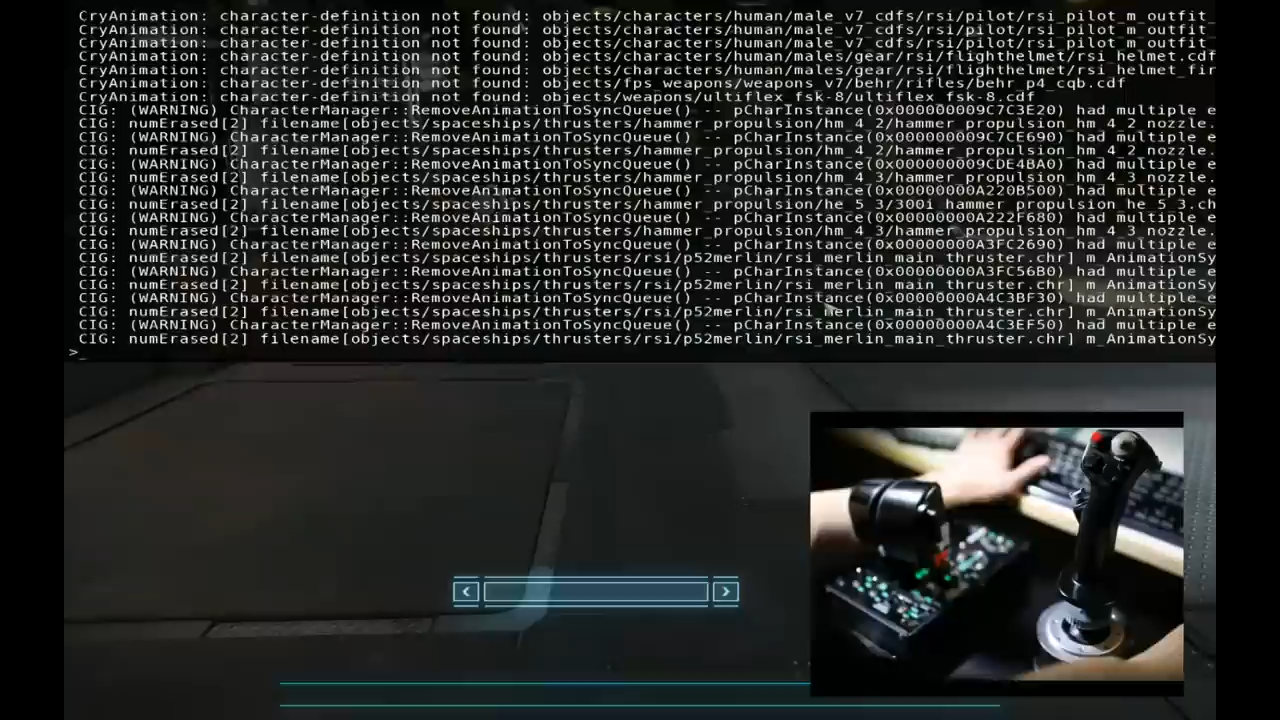 CryAnimation: character-definition not found: objects/characters/human/male_v7_cdfs/rsi/pilot/rsi_pilot_m_outfit_
CryAnimation: character-definition not found: objects/characters/human/male_v7_cdfs/rsi/pilot/rsi_pilot_m_outfit_
CryAnimation: character-definition not found: objects/characters/human/male_v7_cdfs/rsi/pilot/rsi_pilot_m_outfit_
CryAnimation: character-definition not found: objects/characters/human/males/gear/rsi/flighthelmet/rsi_helmet.cdf
CryAnimation: character-definition not found: objects/characters/human/males/gear/rsi/flighthelmet/rsi_helmet_fir
CryAnimation: character-definition not found: objects/fps_weapons/weapons_v7/behr/rifles/behr_p4_cqb.cdf
CryAnimation: character-definition not found: objects/weapons/ultiflex_fsk-8/ultiflex_fsk-8.cdf
CIG: (WARNING) CharacterManager::RemoveAnimationToSyncQueue() -- pCharInstance(0x000000009C7C3E20) had multiple e
CIG: numErased[2] filename[objects/spaceships/thrusters/hammer_propulsion/hm_4_2/hammer_propulsion_hm_4_2_nozzle.
CIG: (WARNING) CharacterManager::RemoveAnimationToSyncQueue() -- pCharInstance(0x000000009C7CE690) had multiple e
CIG: numErased[2] filename[objects/spaceships/thrusters/hammer_propulsion/hm_4_2/hammer_propulsion_hm_4_2_nozzle.
CIG: (WARNING) CharacterManager::RemoveAnimationToSyncQueue() -- pCharInstance(0x000000009CDE4BA0) had multiple e
CIG: numErased[2] filename[objects/spaceships/thrusters/hammer_propulsion/hm_4_3/hammer_propulsion_hm_4_3_nozzle.
CIG: (WARNING) CharacterManager::RemoveAnimationToSyncQueue() -- pCharInstance(0x00000000A220B500) had multiple e
CIG: numErased[2] filename[objects/spaceships/thrusters/hammer_propulsion/he_5_3/300i_hammer_propulsion_he_5_3.ch
CIG: (WARNING) CharacterManager::RemoveAnimationToSyncQueue() -- pCharInstance(0x00000000A222F680) had multiple e
CIG: numErased[2] filename[objects/spaceships/thrusters/hammer_propulsion/hm_4_3/hammer_propulsion_hm_4_3_nozzle.
CIG: (WARNING) CharacterManager::RemoveAnimationToSyncQueue() -- pCharInstance(0x00000000A3FC2690) had multiple e
CIG: numErased[2] filename[objects/spaceships/thrusters/rsi/p52merlin/rsi_merlin_main_thruster.chr] m_AnimationSy
CIG: (WARNING) CharacterManager::RemoveAnimationToSyncQueue() -- pCharInstance(0x00000000A3FC56B0) had multiple e
CIG: numErased[2] filename[objects/spaceships/thrusters/rsi/p52merlin/rsi_merlin_main_thruster.chr] m_AnimationSy
CIG: (WARNING) CharacterManager::RemoveAnimationToSyncQueue() -- pCharInstance(0x00000000A4C3BF30) had multiple e
CIG: numErased[2] filename[objects/spaceships/thrusters/rsi/p52merlin/rsi_merlin_main_thruster.chr] m_AnimationSy
CIG: (WARNING) CharacterManager::RemoveAnimationToSyncQueue() -- pCharInstance(0x00000000A4C3EF50) had multiple e
CIG: numErased[2] filename[objects/spaceships/thrusters/rsi/p52merlin/rsi_merlin_main_thruster.chr] m_AnimationSy
>_